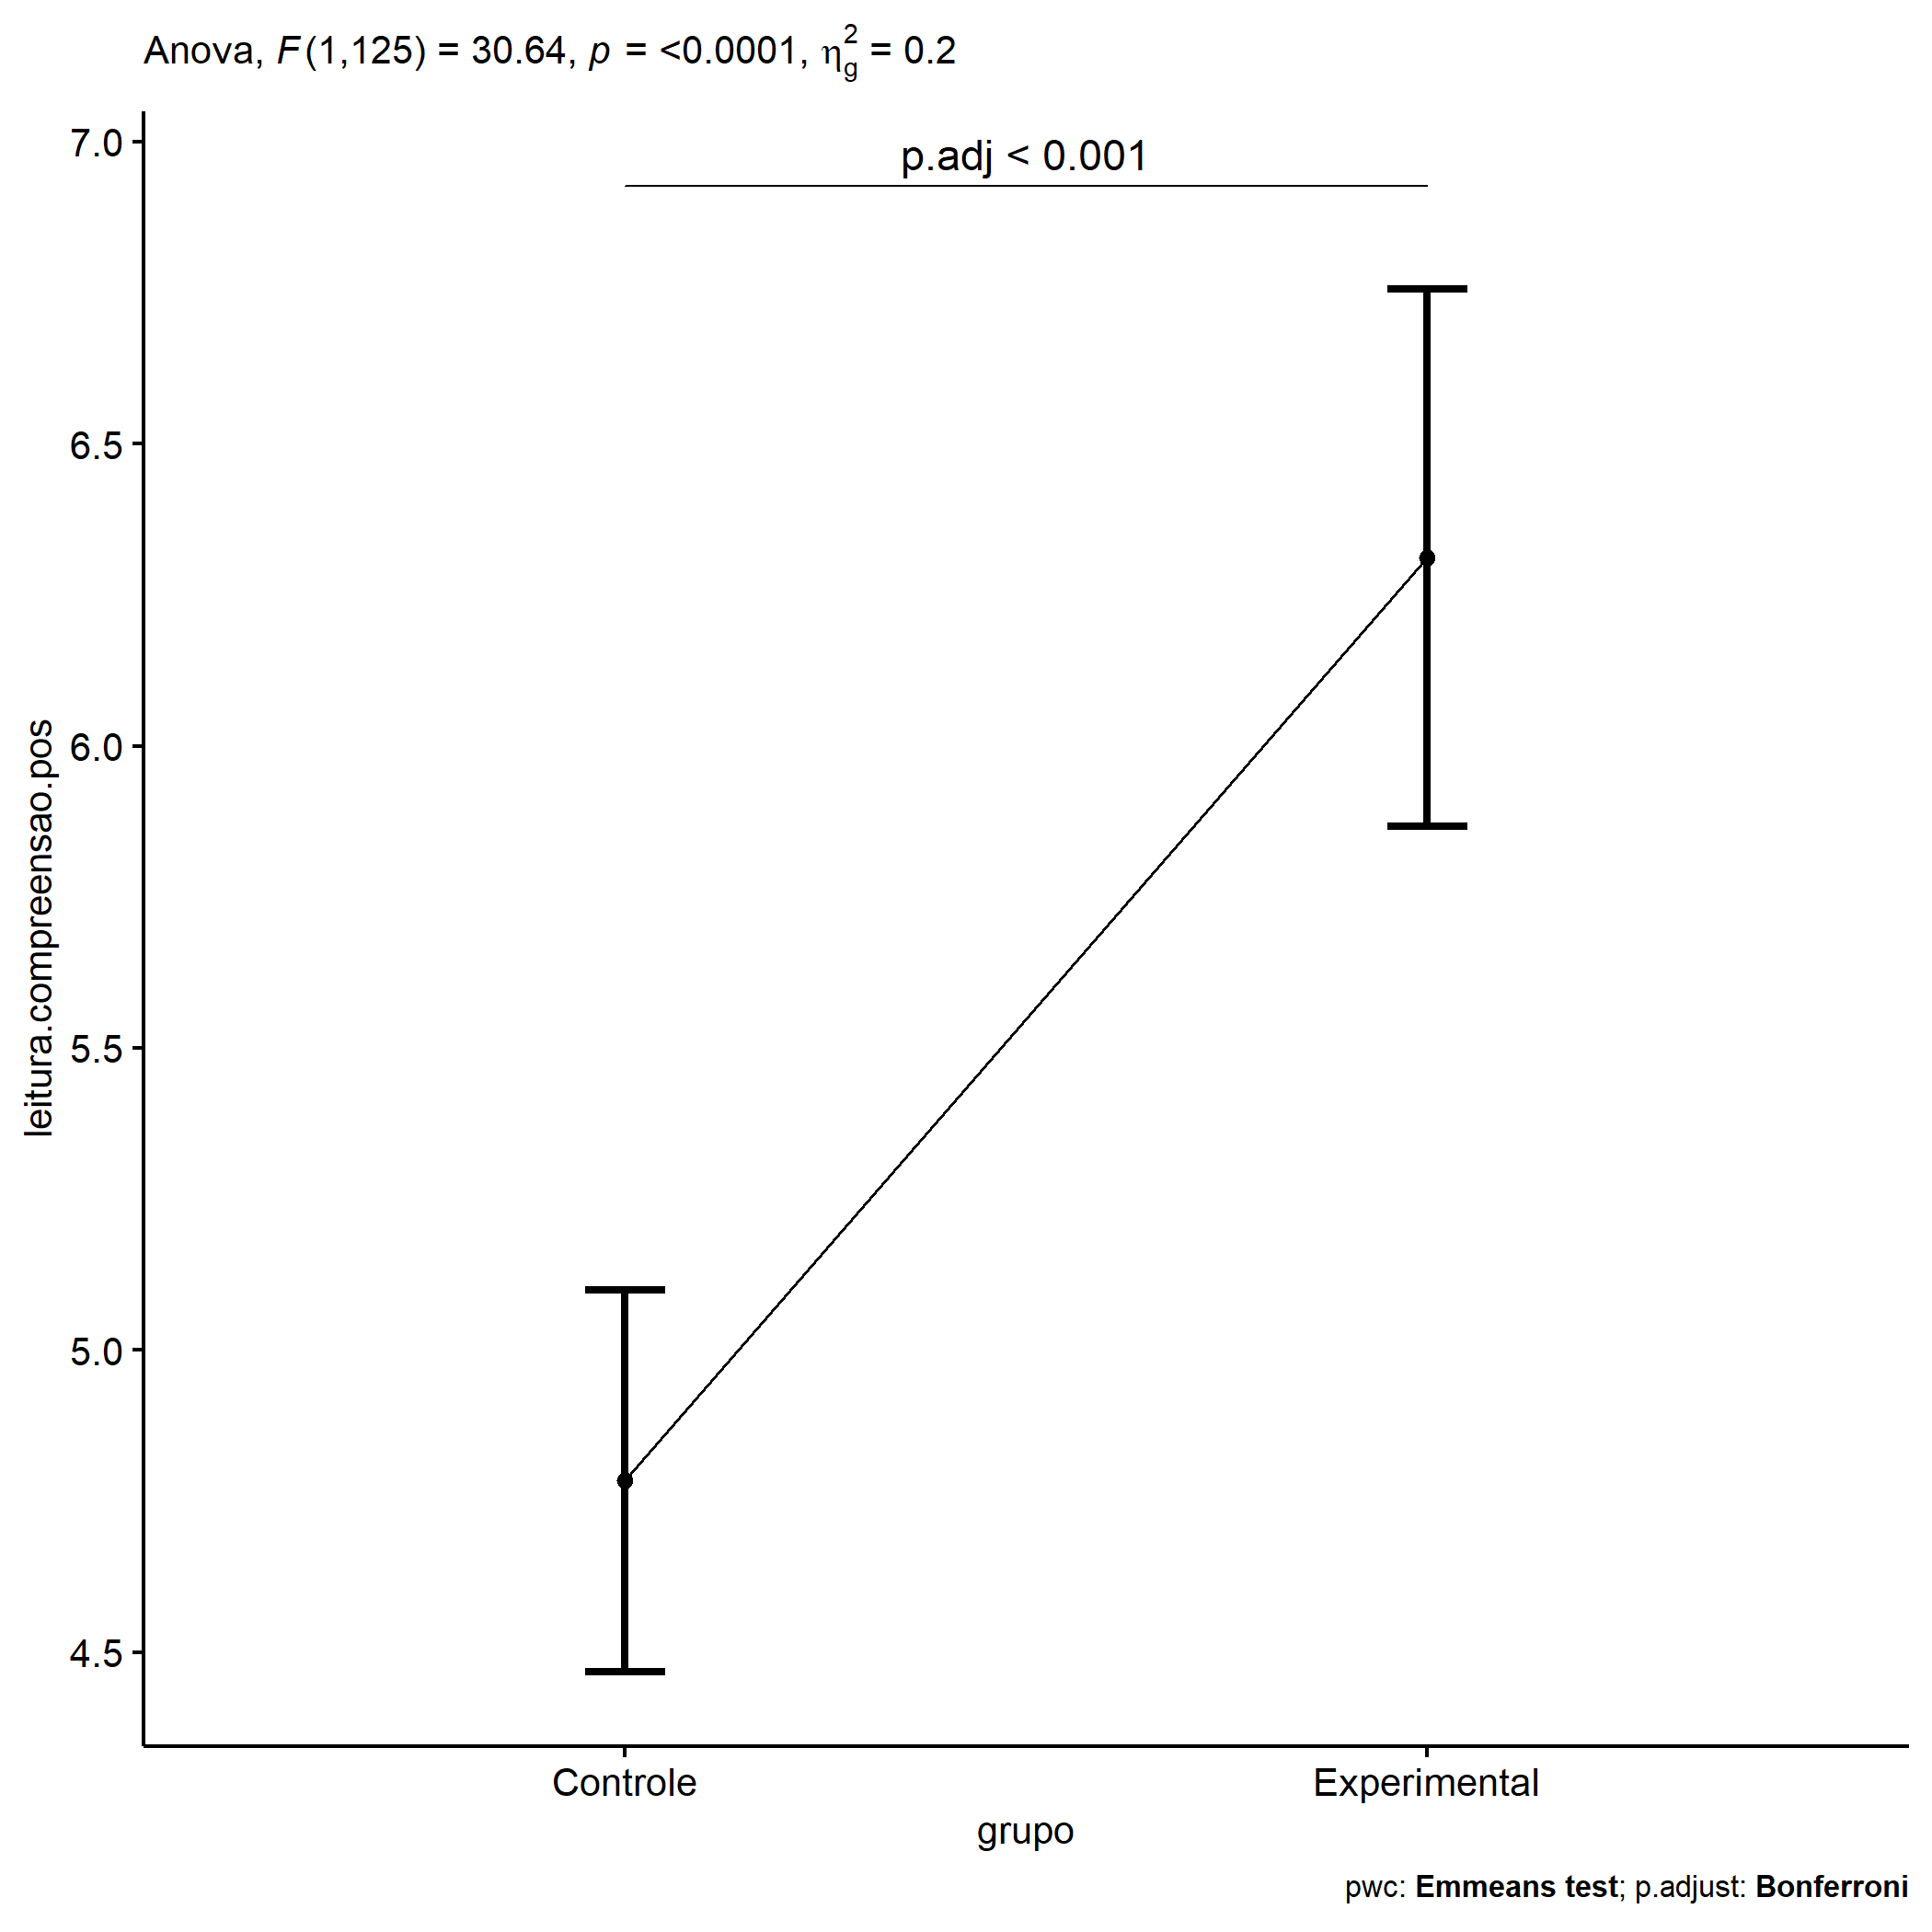 Anova, F(1,125) = 30.64, p = <0.0001, η²g = 0.2
p.adj < 0.001
7.0
6.5
6.0
5.5
5.0
4.5
leitura.compreensao.pos
Controle Experimental
grupo
pwc: Emmeans test; p.adjust: Bonferroni